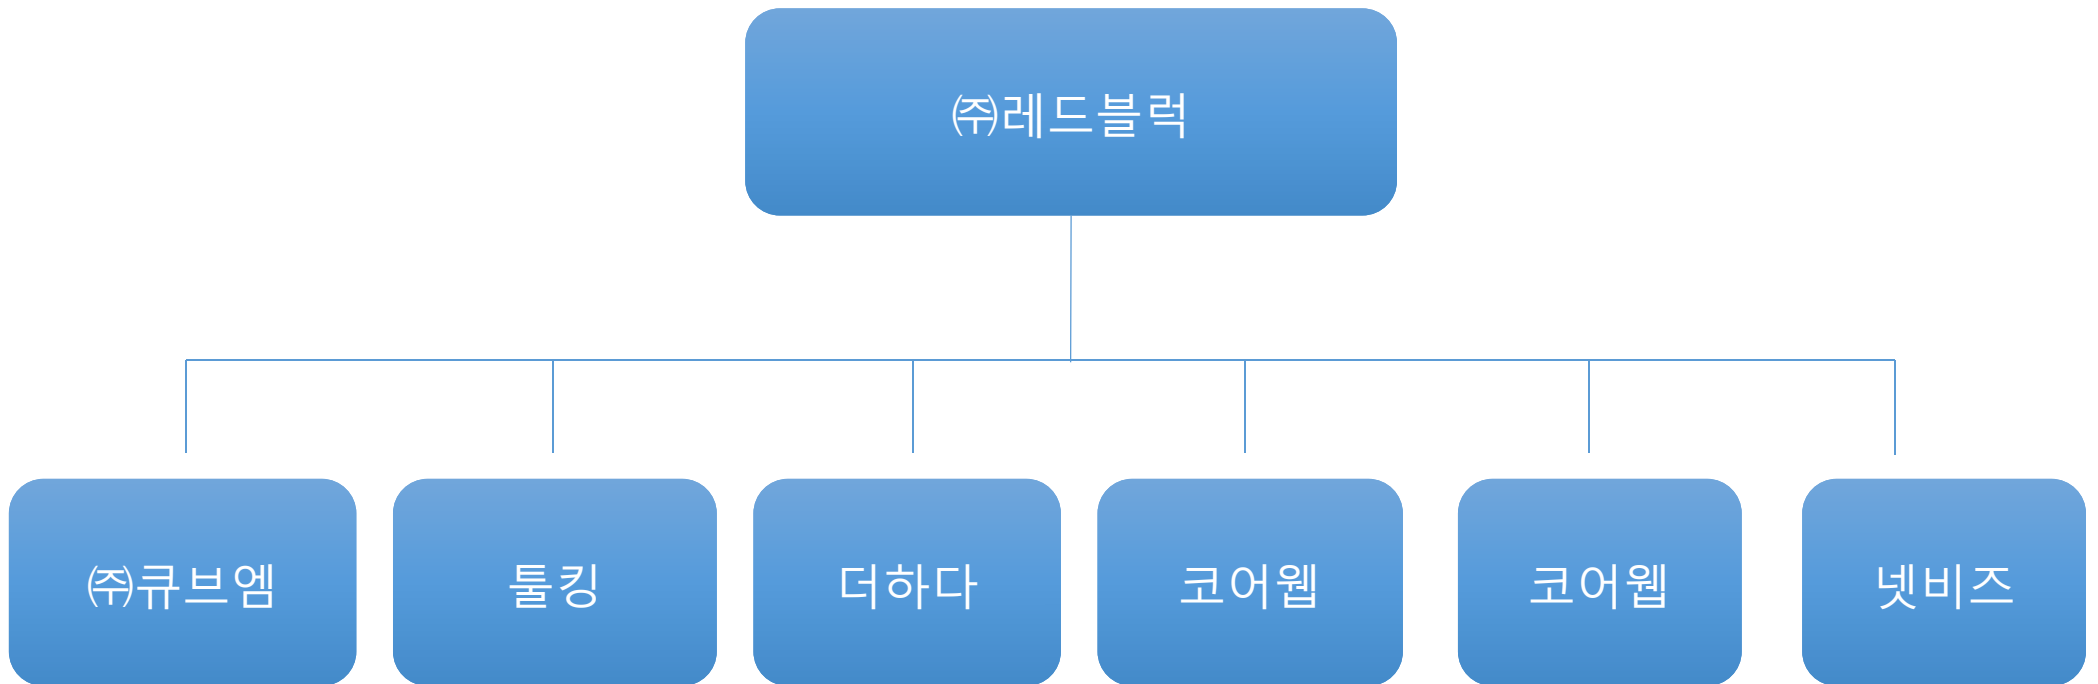 ㈜레드블럭
㈜큐브엠
툴킹
더하다
코어웹
코어웹
넷비즈